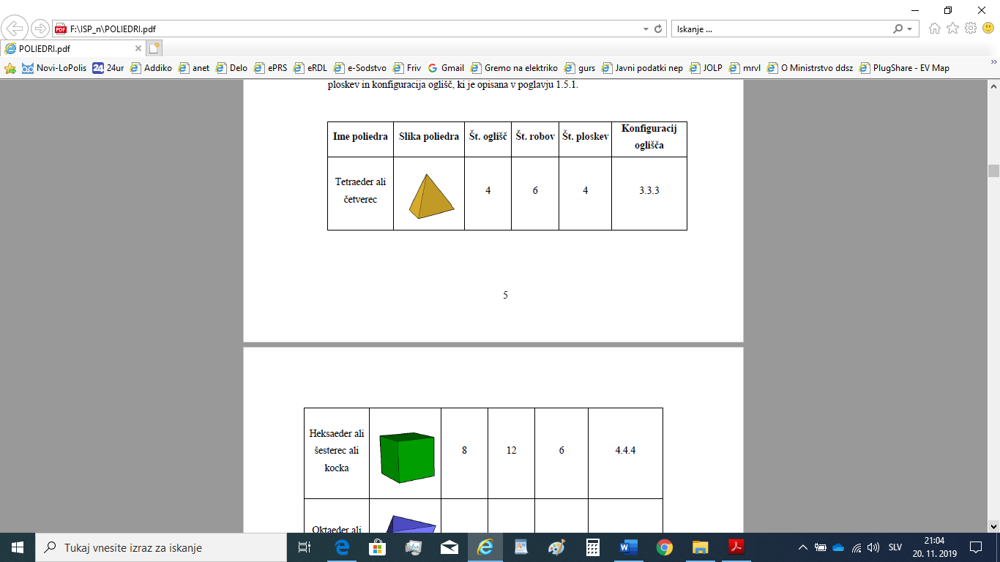 F:\ISP_n\POLIEDRI.pdf
Iskanje ...
POLIEDRI.pdf
Novi-LoPolis 24ur Addiko anet Delo ePRS eRDL e-Sodstvo Friv Gmail Gremo na elektriko gurs Javni podatki nep JOLP mrvl O Ministrstvo ddsz PlugShare - EV Map
ploskev in konfiguracija oglišč, ki je opisana v poglavju 1.5.1.
Ime poliedra Slika poliedra Št. oglišč Št. robov Št. ploskev Konfiguracij
oglišča
Tetraeder ali
četverec
4 6 4 3.3.3
5
Heksaeder ali
šesterec ali
kocka
8 12 6 4.4.4
Oktaeder ali
Tukaj vnesite izraz za iskanje
SLV
21:04
20. 11. 2019